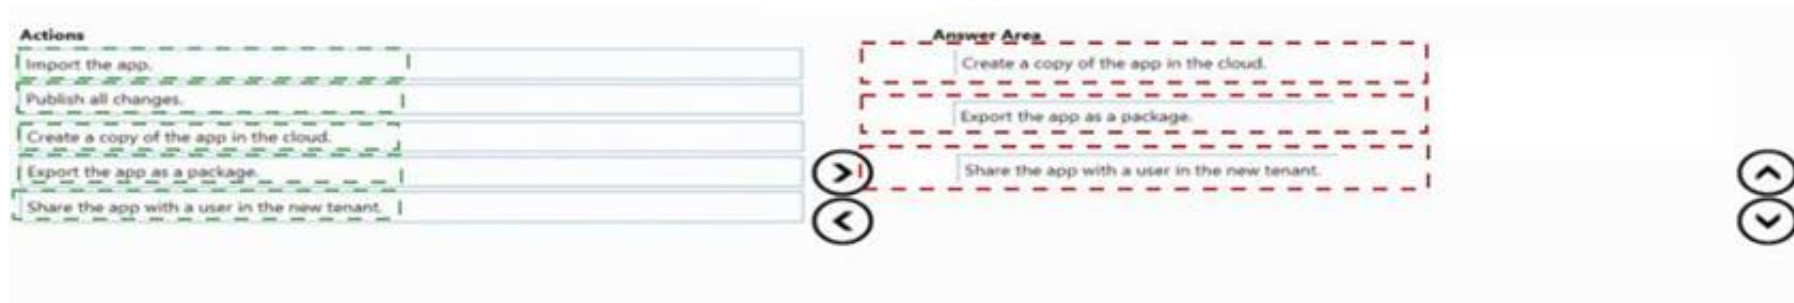 Actions
Import the app.
Publish all changes.
Create a copy of the app in the cloud.
Export the app as a package.
Share the app with a user in the new tenant.
Answer Area
Create a copy of the app in the cloud.
Export the app as a package.
Share the app with a user in the new tenant.